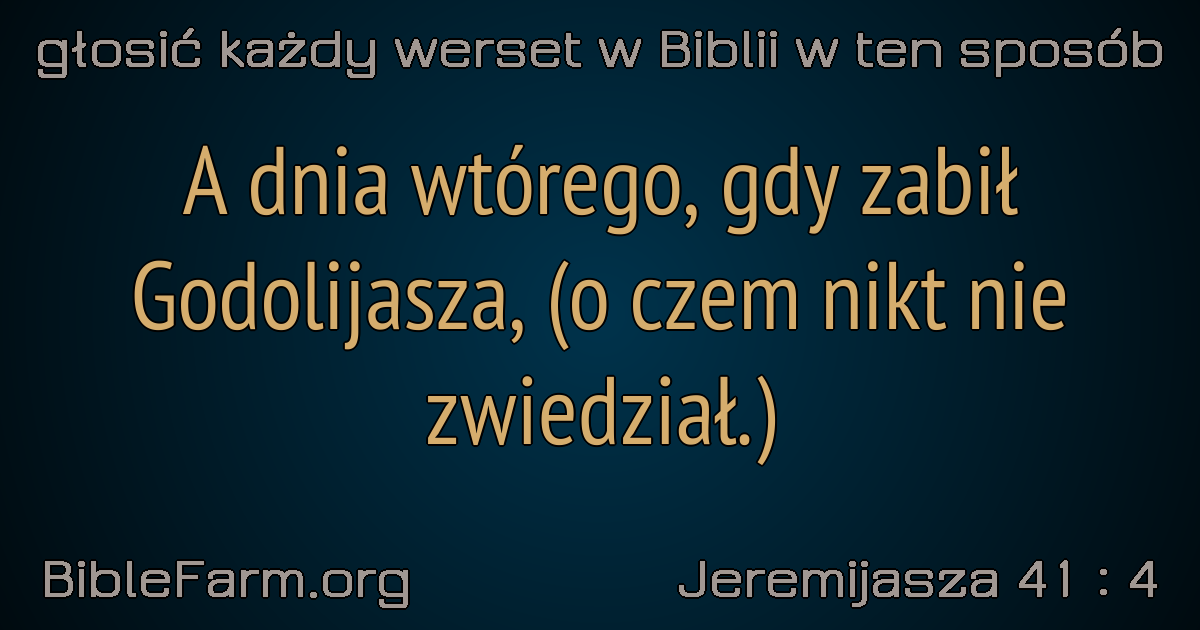 głosić każdy werset w Biblii w ten sposób
A dnia wtórego, gdy zabił
Godolijasza, (o czem nikt nie
zwiedział.)
BibleFarm.org
Jeremijasza 41 : 4